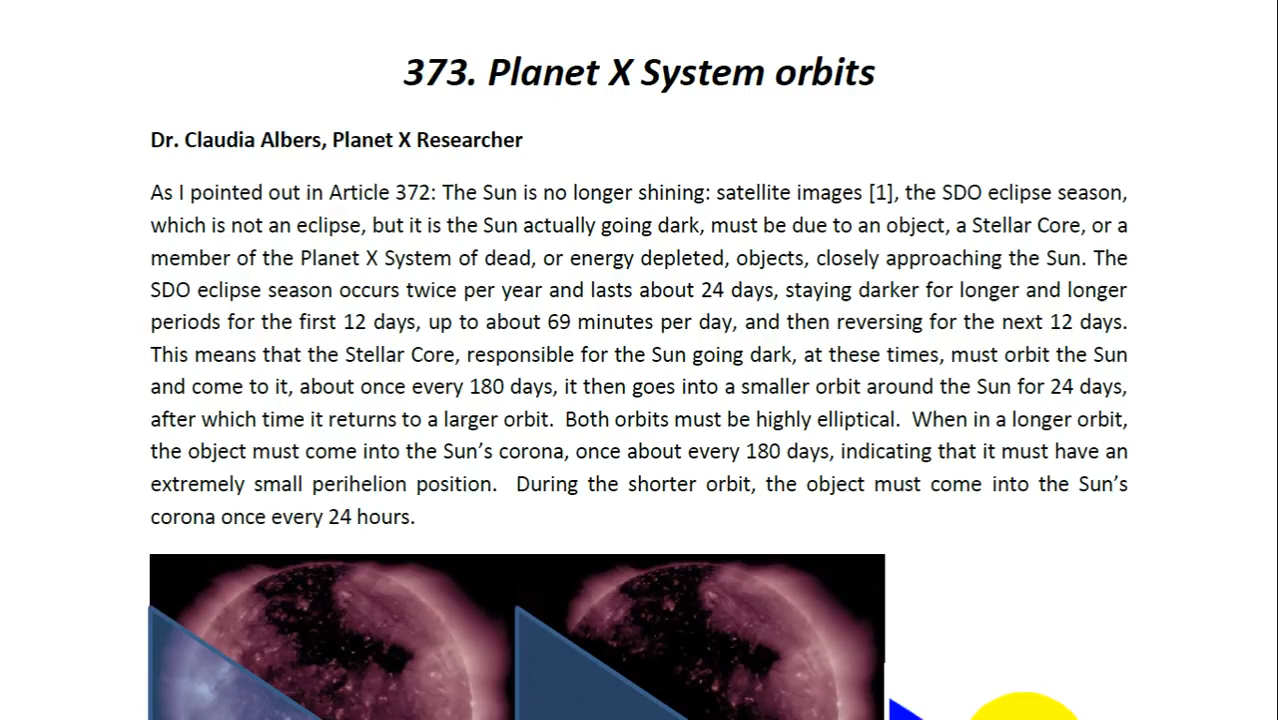 373. Planet X System orbits
Dr. Claudia Albers, Planet X Researcher
As I pointed out in Article 372: The Sun is no longer shining: satellite images [1], the SDO eclipse season,
which is not an eclipse, but it is the Sun actually going dark, must be due to an object, a Stellar Core, or a
member of the Planet X System of dead, or energy depleted, objects, closely approaching the Sun. The
SDO eclipse season occurs twice per year and lasts about 24 days, staying darker for longer and longer
periods for the first 12 days, up to about 69 minutes per day, and then reversing for the next 12 days.
This means that the Stellar Core, responsible for the Sun going dark, at these times, must orbit the Sun
and come to it, about once every 180 days, it then goes into a smaller orbit around the Sun for 24 days,
after which time it returns to a larger orbit.  Both orbits must be highly elliptical.  When in a longer orbit,
the object must come into the Sun’s corona, once about every 180 days, indicating that it must have an
extremely small perihelion position.  During the shorter orbit, the object must come into the Sun’s
corona once every 24 hours.